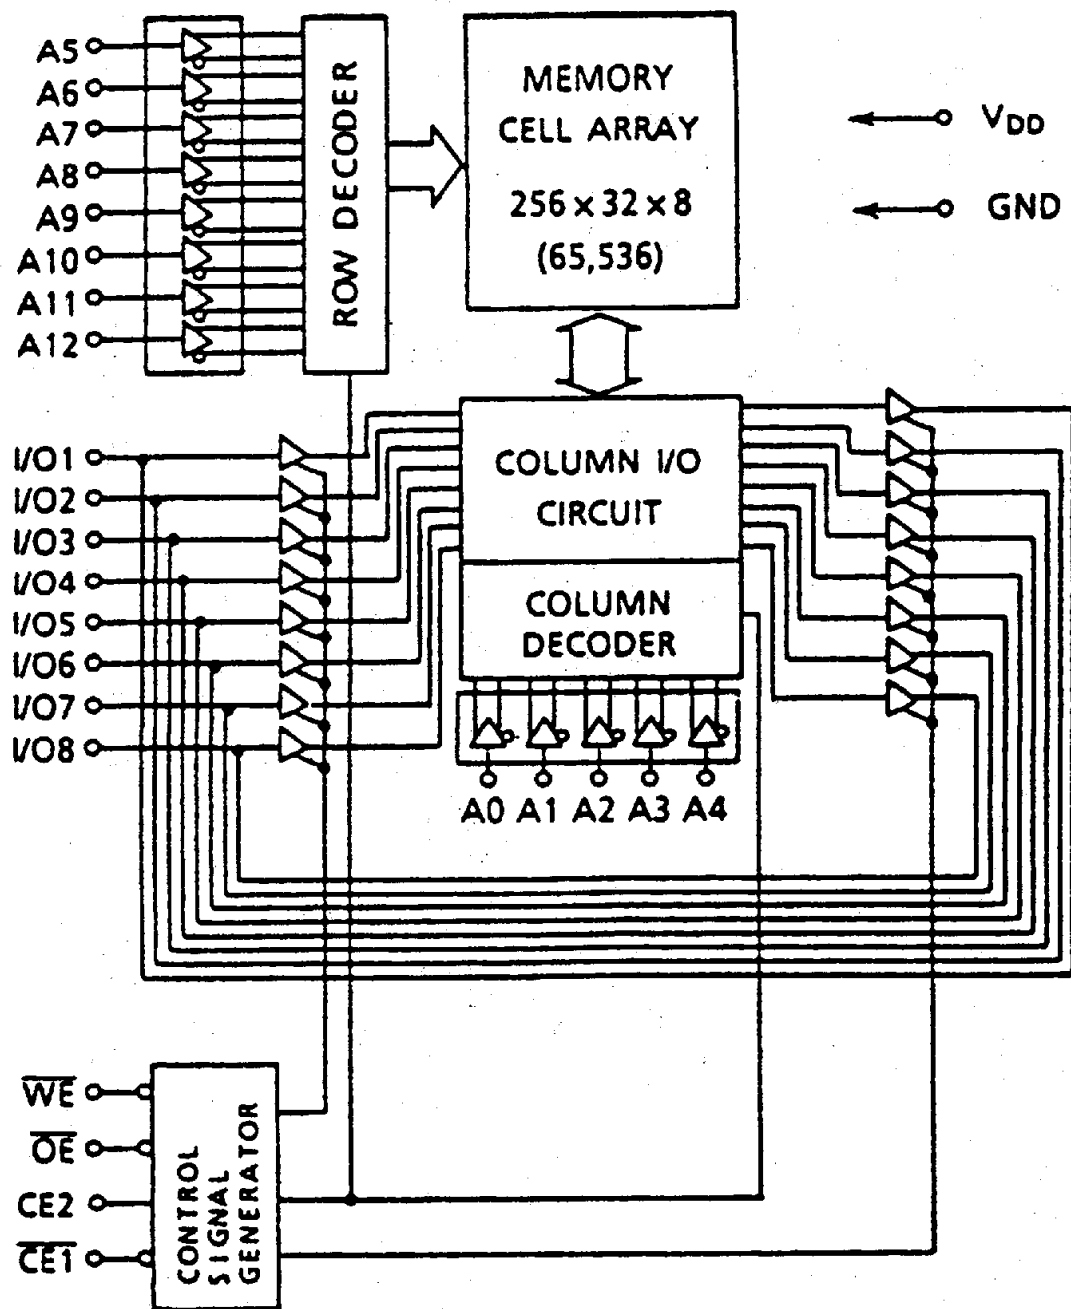 A5
A6
A7
A8
A9
A10
A11
A12
ROW DECODER
MEMORY
CELL ARRAY
256 x 32 x 8
(65,536)
VDD
GND
I/O1
I/O2
I/O3
I/O4
I/O5
I/O6
I/O7
I/O8
COLUMN I/O
CIRCUIT
COLUMN
DECODER
A0 A1 A2 A3 A4
WE
OE
CE2
CE1
CONTROL
SIGNAL
GENERATOR